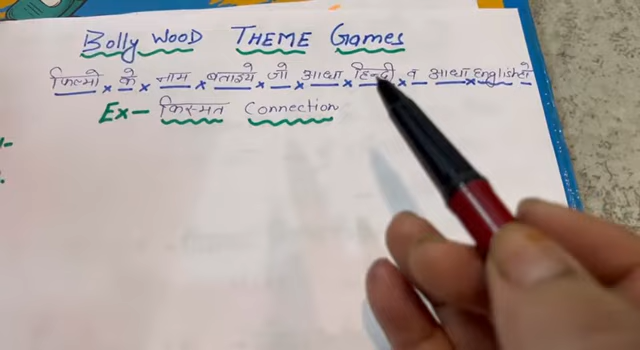 Bolly Wood THEME Games
फिल्मो के नाम बताइये जो आधा हिन्दी व आधा English हो
Ex- किस्मत Connection